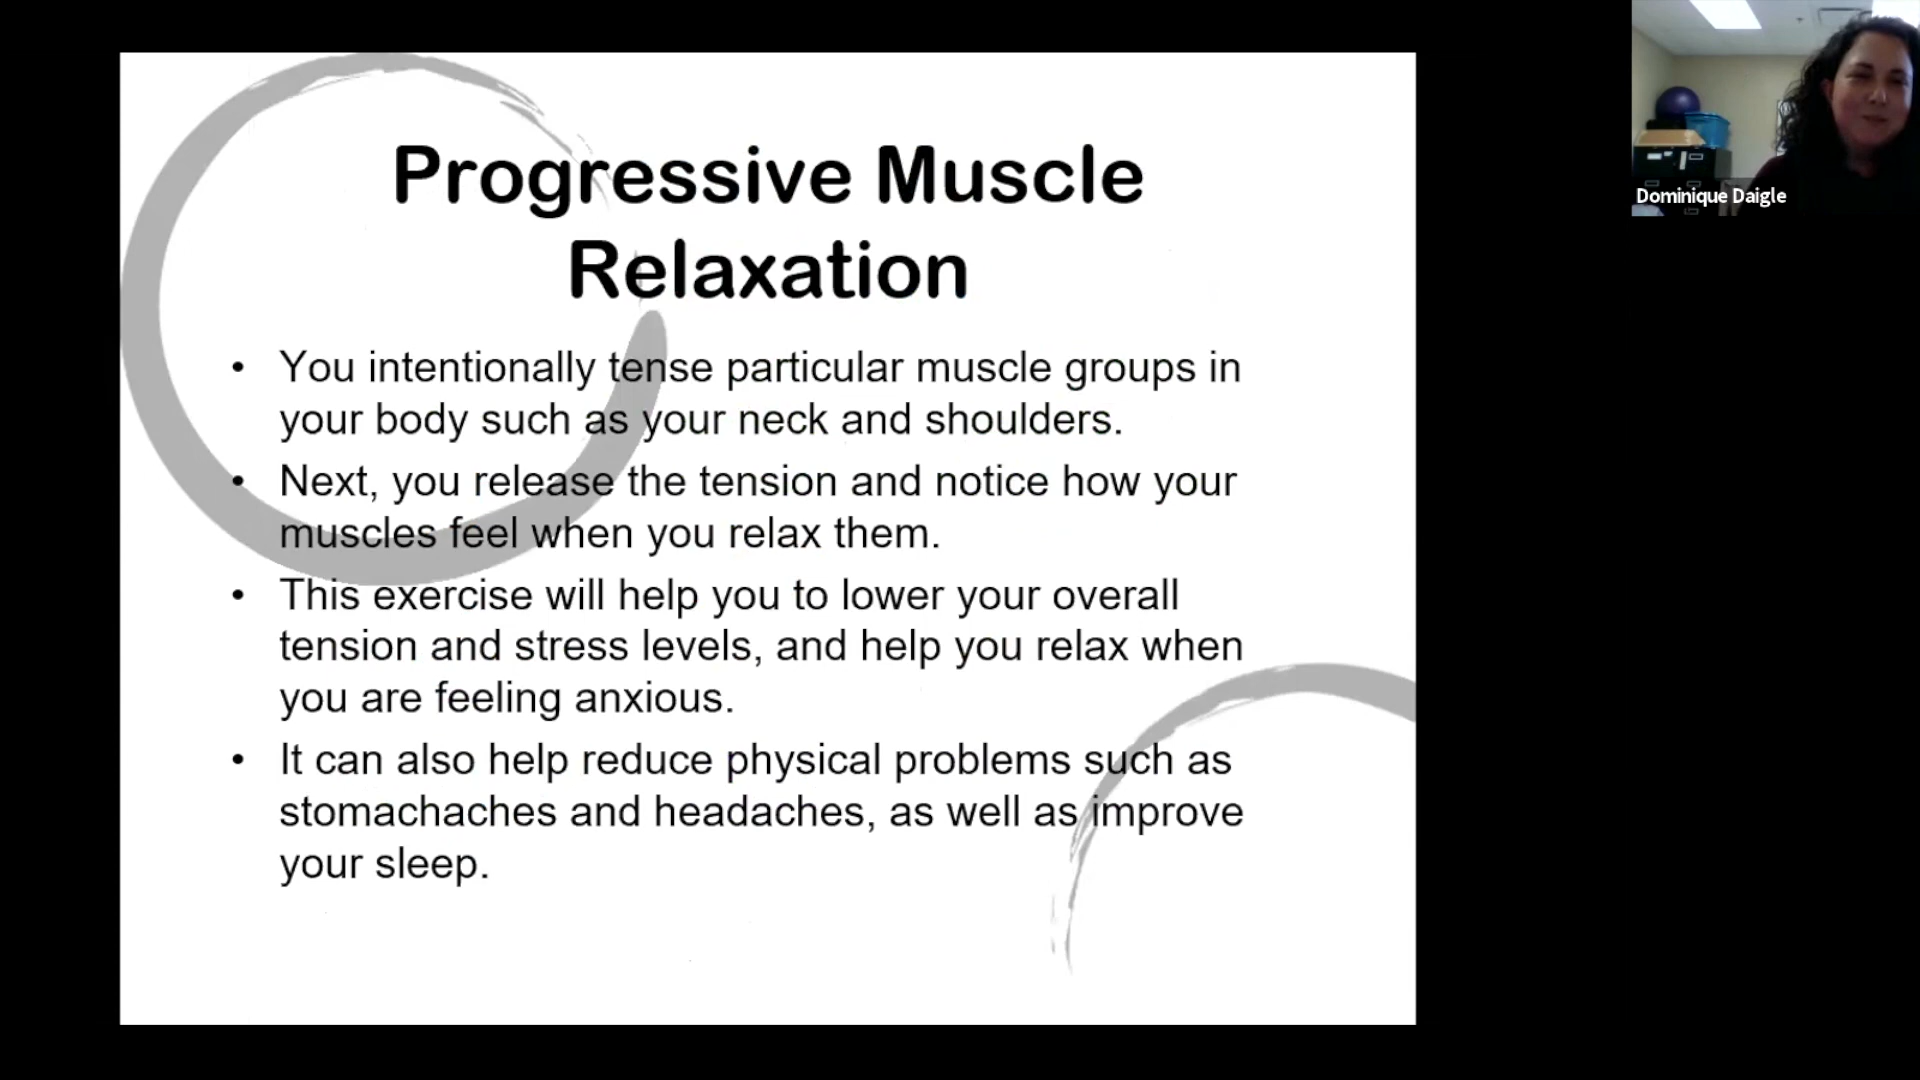 Progressive Muscle
Relaxation
• You intentionally tense particular muscle groups in
your body such as your neck and shoulders.
• Next, you release the tension and notice how your
muscles feel when you relax them.
• This exercise will help you to lower your overall
tension and stress levels, and help you relax when
you are feeling anxious.
• It can also help reduce physical problems such as
stomachaches and headaches, as well as improve
your sleep.
Dominique Daigle